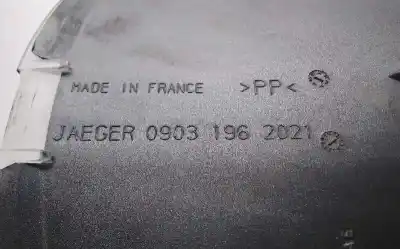 MADE IN FRANCE >PP<
JAEGER 0903 196 2021